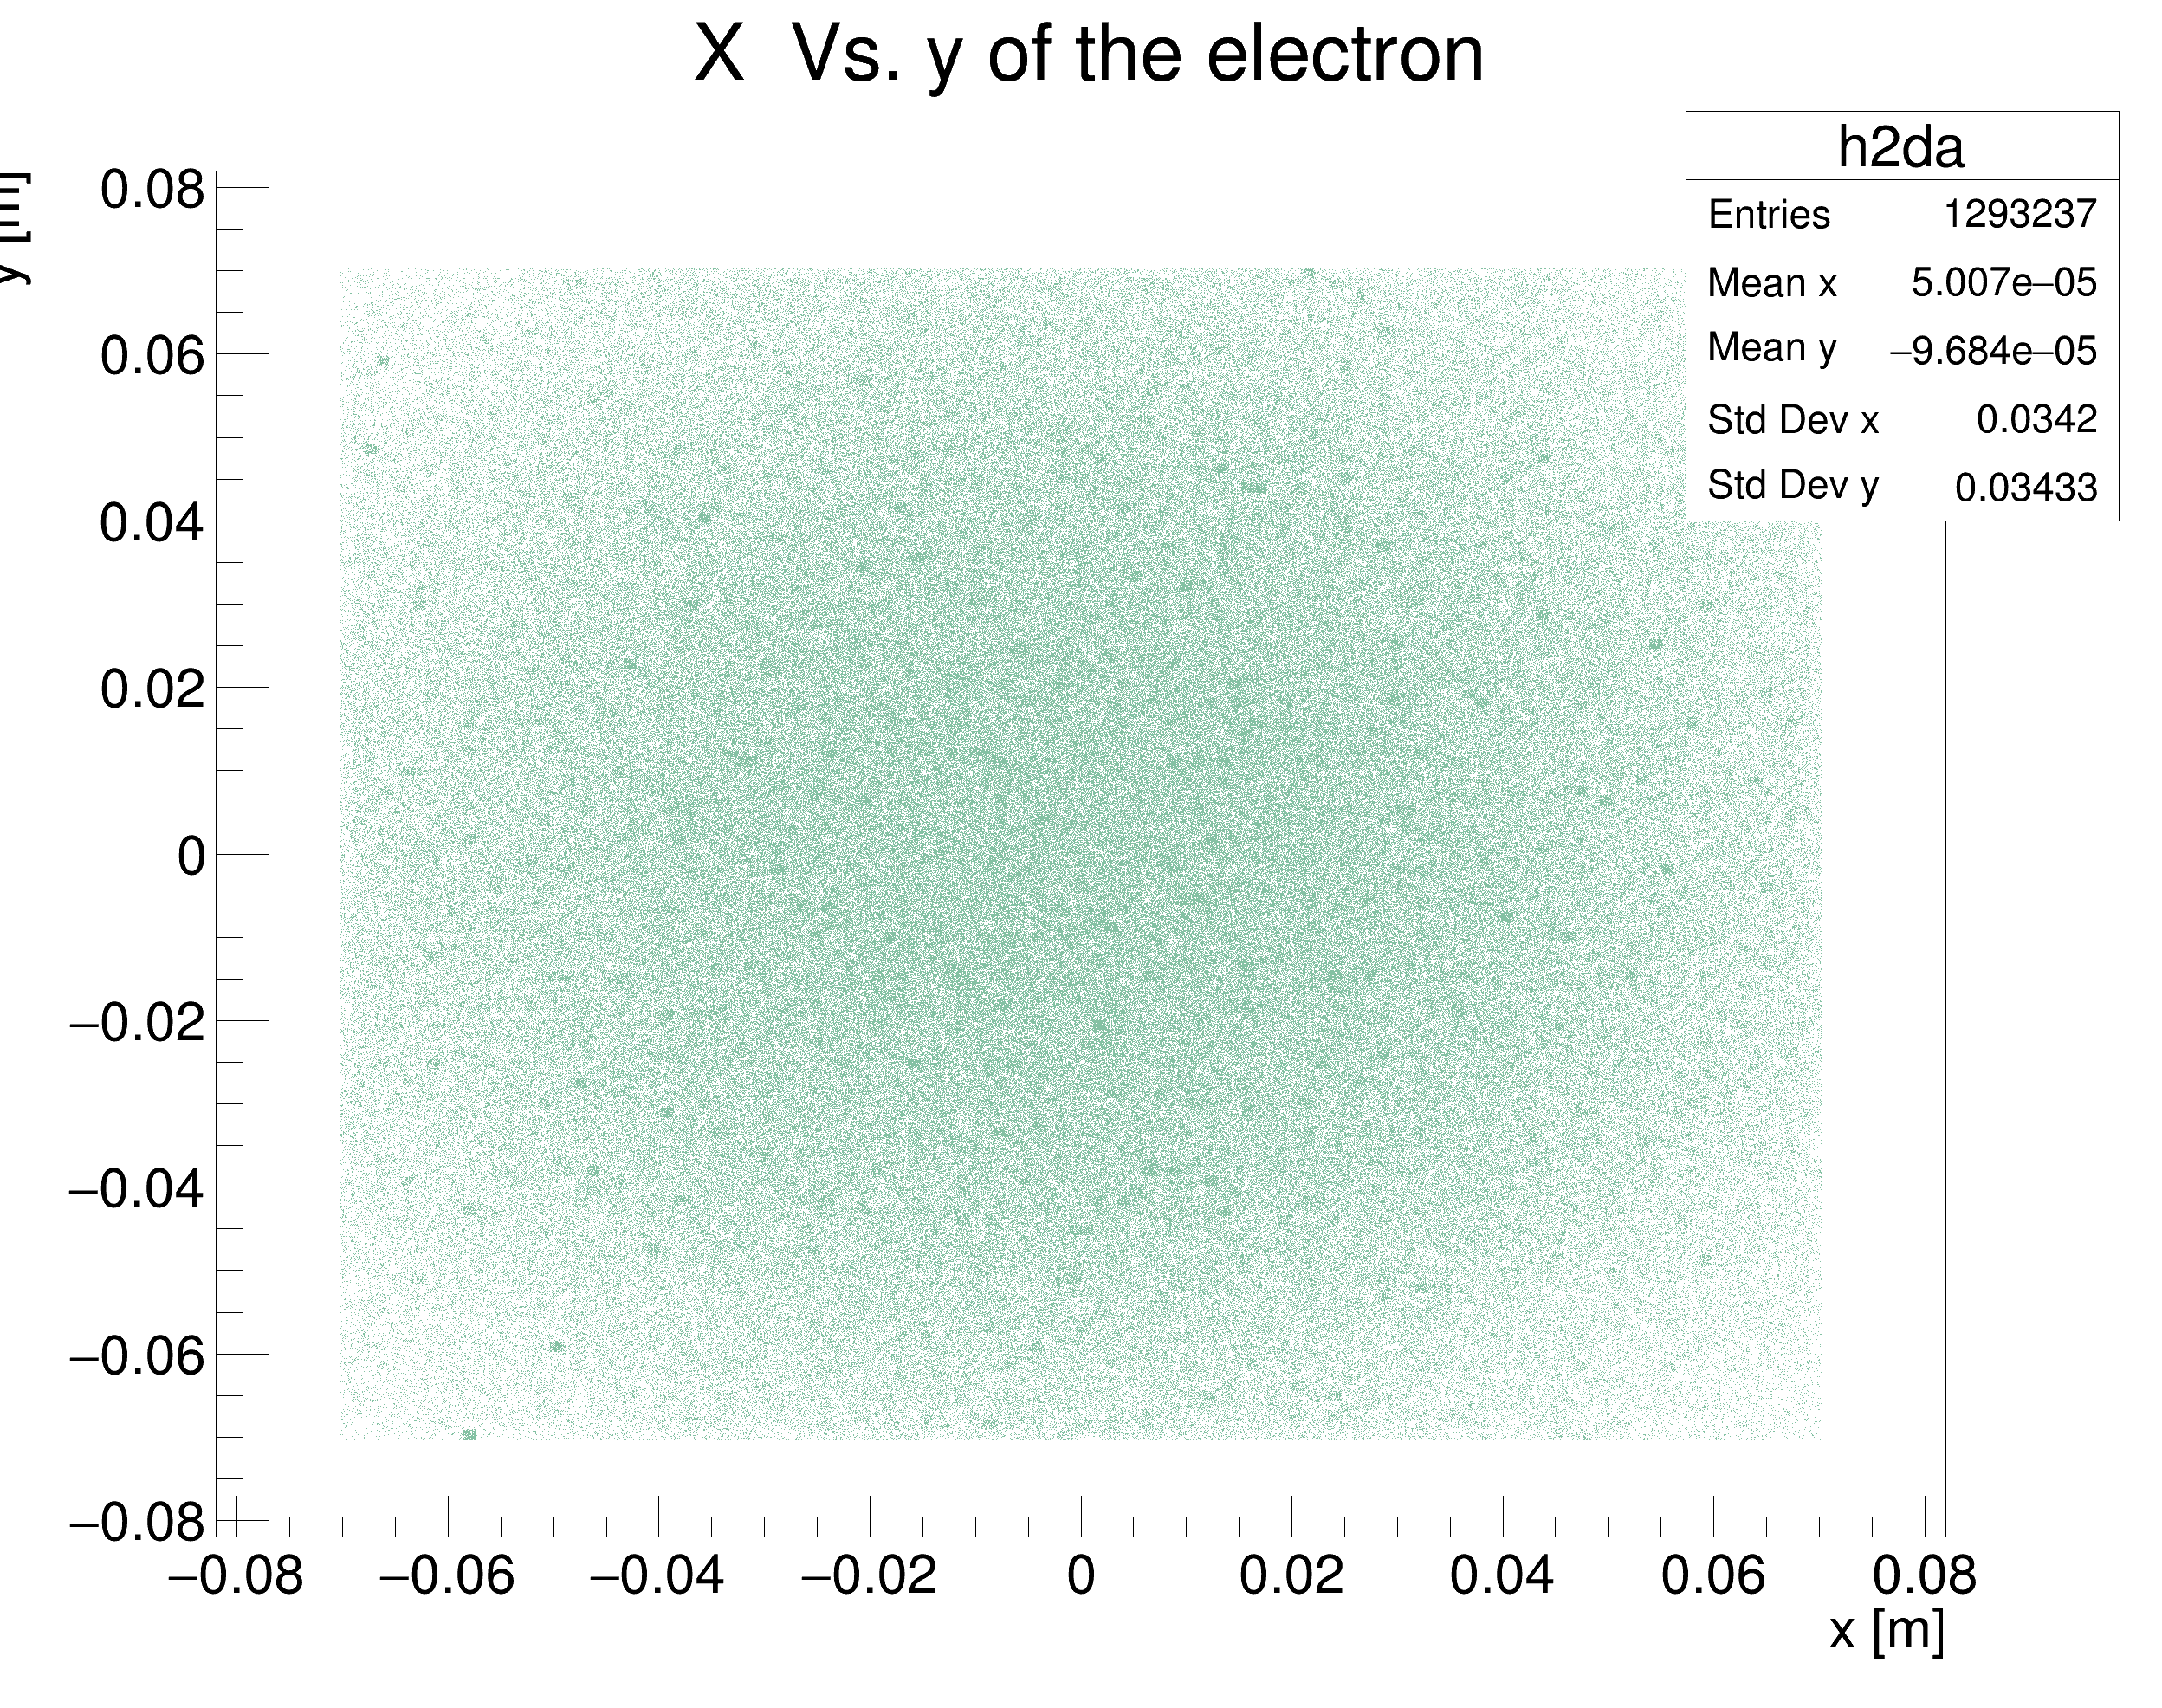 X Vs. y of the electron
h2da
Entries 1293237
Mean x 5.007e−05
Mean y −9.684e−05
Std Dev x 0.0342
Std Dev y 0.03433
y [m]
0.08
0.06
0.04
0.02
0
−0.02
−0.04
−0.06
−0.08
−0.08 −0.06 −0.04 −0.02 0 0.02 0.04 0.06 0.08
x [m]